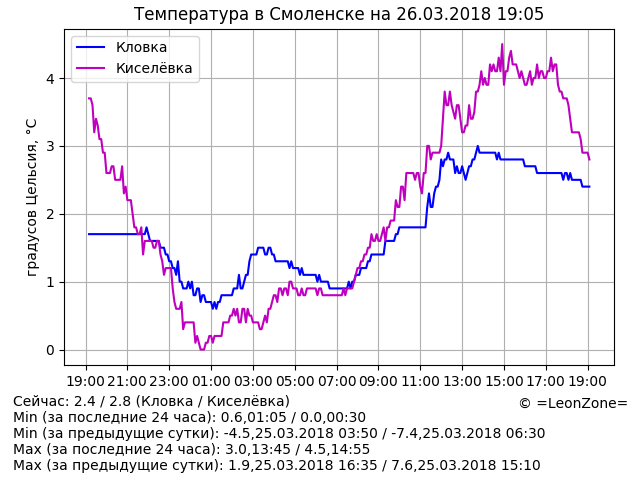 Температура в Смоленске на 26.03.2018 19:05
Кловка
Киселёвка
градусов Цельсия, °C
4
3
2
1
0
19:00 21:00 23:00 01:00 03:00 05:00 07:00 09:00 11:00 13:00 15:00 17:00 19:00
Сейчас: 2.4 / 2.8 (Кловка / Киселёвка)
© =LeonZone=
Min (за последние 24 часа): 0.6,01:05 / 0.0,00:30
Min (за предыдущие сутки): -4.5,25.03.2018 03:50 / -7.4,25.03.2018 06:30
Max (за последние 24 часа): 3.0,13:45 / 4.5,14:55
Max (за предыдущие сутки): 1.9,25.03.2018 16:35 / 7.6,25.03.2018 15:10